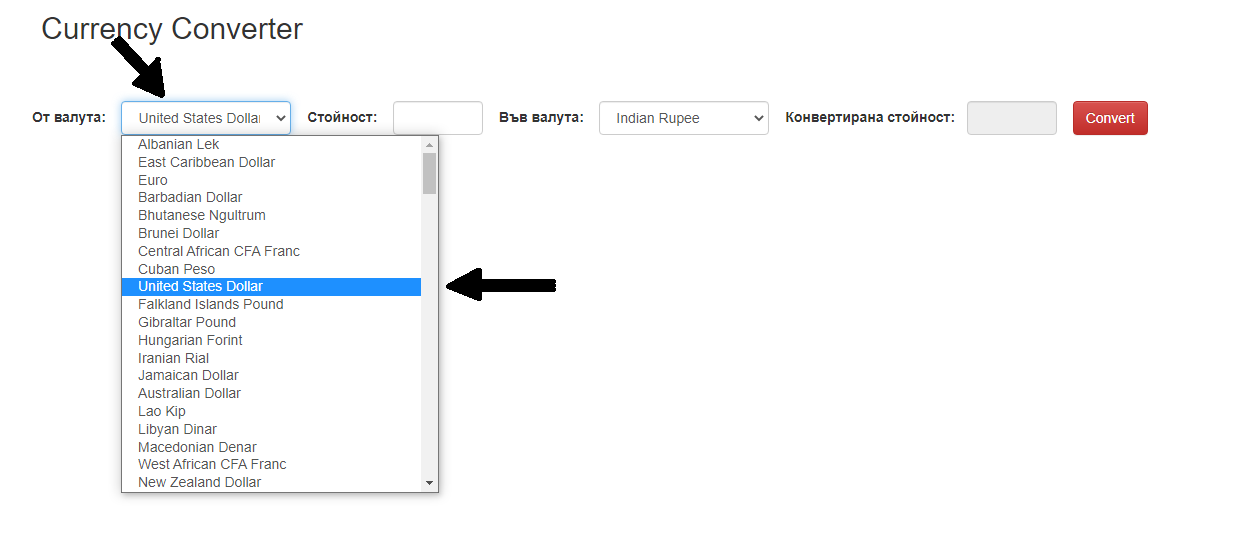 Currency Converter
От валута: United States Dollar Стойност: Във валута: Indian Rupee Конвертирана стойност: Convert
Albanian Lek
East Caribbean Dollar
Euro
Barbadian Dollar
Bhutanese Ngultrum
Brunei Dollar
Central African CFA Franc
Cuban Peso
United States Dollar
Falkland Islands Pound
Gibraltar Pound
Hungarian Forint
Iranian Rial
Jamaican Dollar
Australian Dollar
Lao Kip
Libyan Dinar
Macedonian Denar
West African CFA Franc
New Zealand Dollar